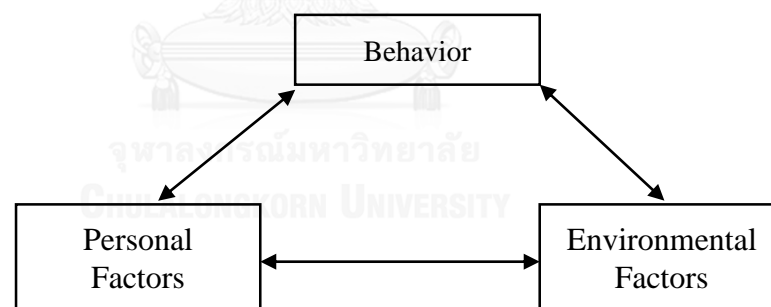 Behavior
จุฬาลงกรณ์มหาวิทยาลัย
CHULALONGKORN UNIVERSITY
Personal
Factors
Environmental
Factors